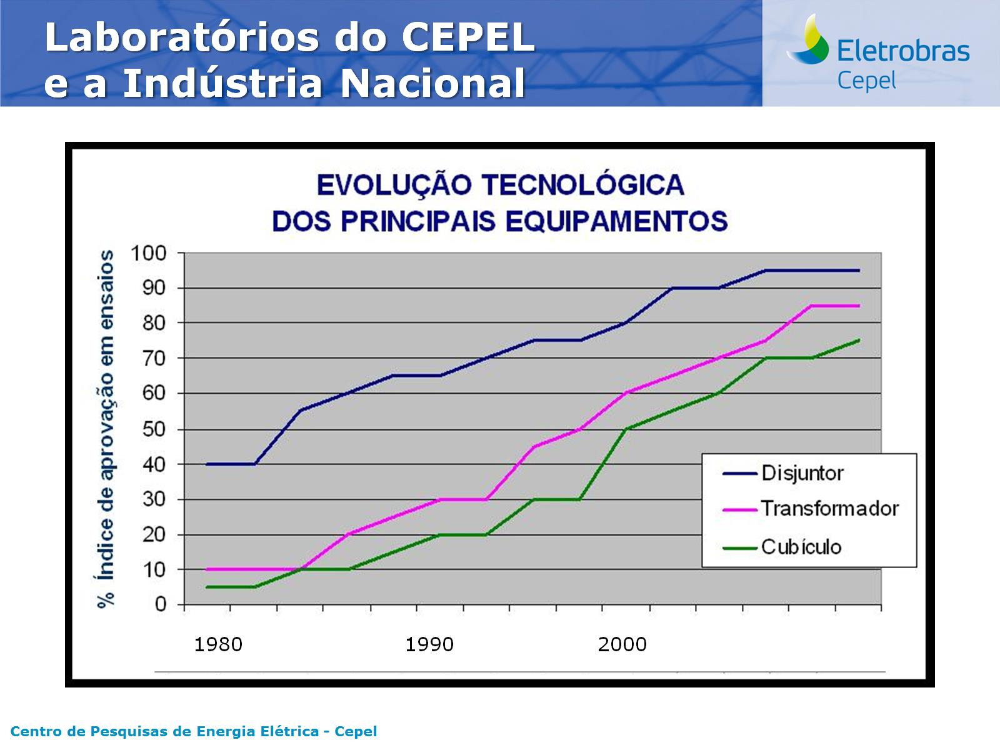 Laboratórios do CEPEL
e a Indústria Nacional
Eletrobras
Cepel
EVOLUÇÃO TECNOLÓGICA
DOS PRINCIPAIS EQUIPAMENTOS
% Índice de aprovação em ensaios
100
90
80
70
60
50
40
30
20
10
0
Disjuntor
Transformador
Cubículo
1980 1990 2000
Centro de Pesquisas de Energia Elétrica - Cepel